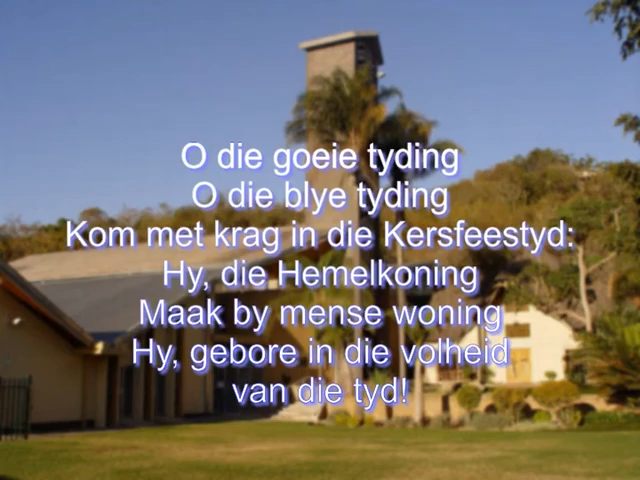 O die goeie tyding
O die blye tyding
Kom met krag in die Kersfeestyd:
Hy, die Hemelkoning
Maak by mense woning
Hy, gebore in die volheid
van die tyd!